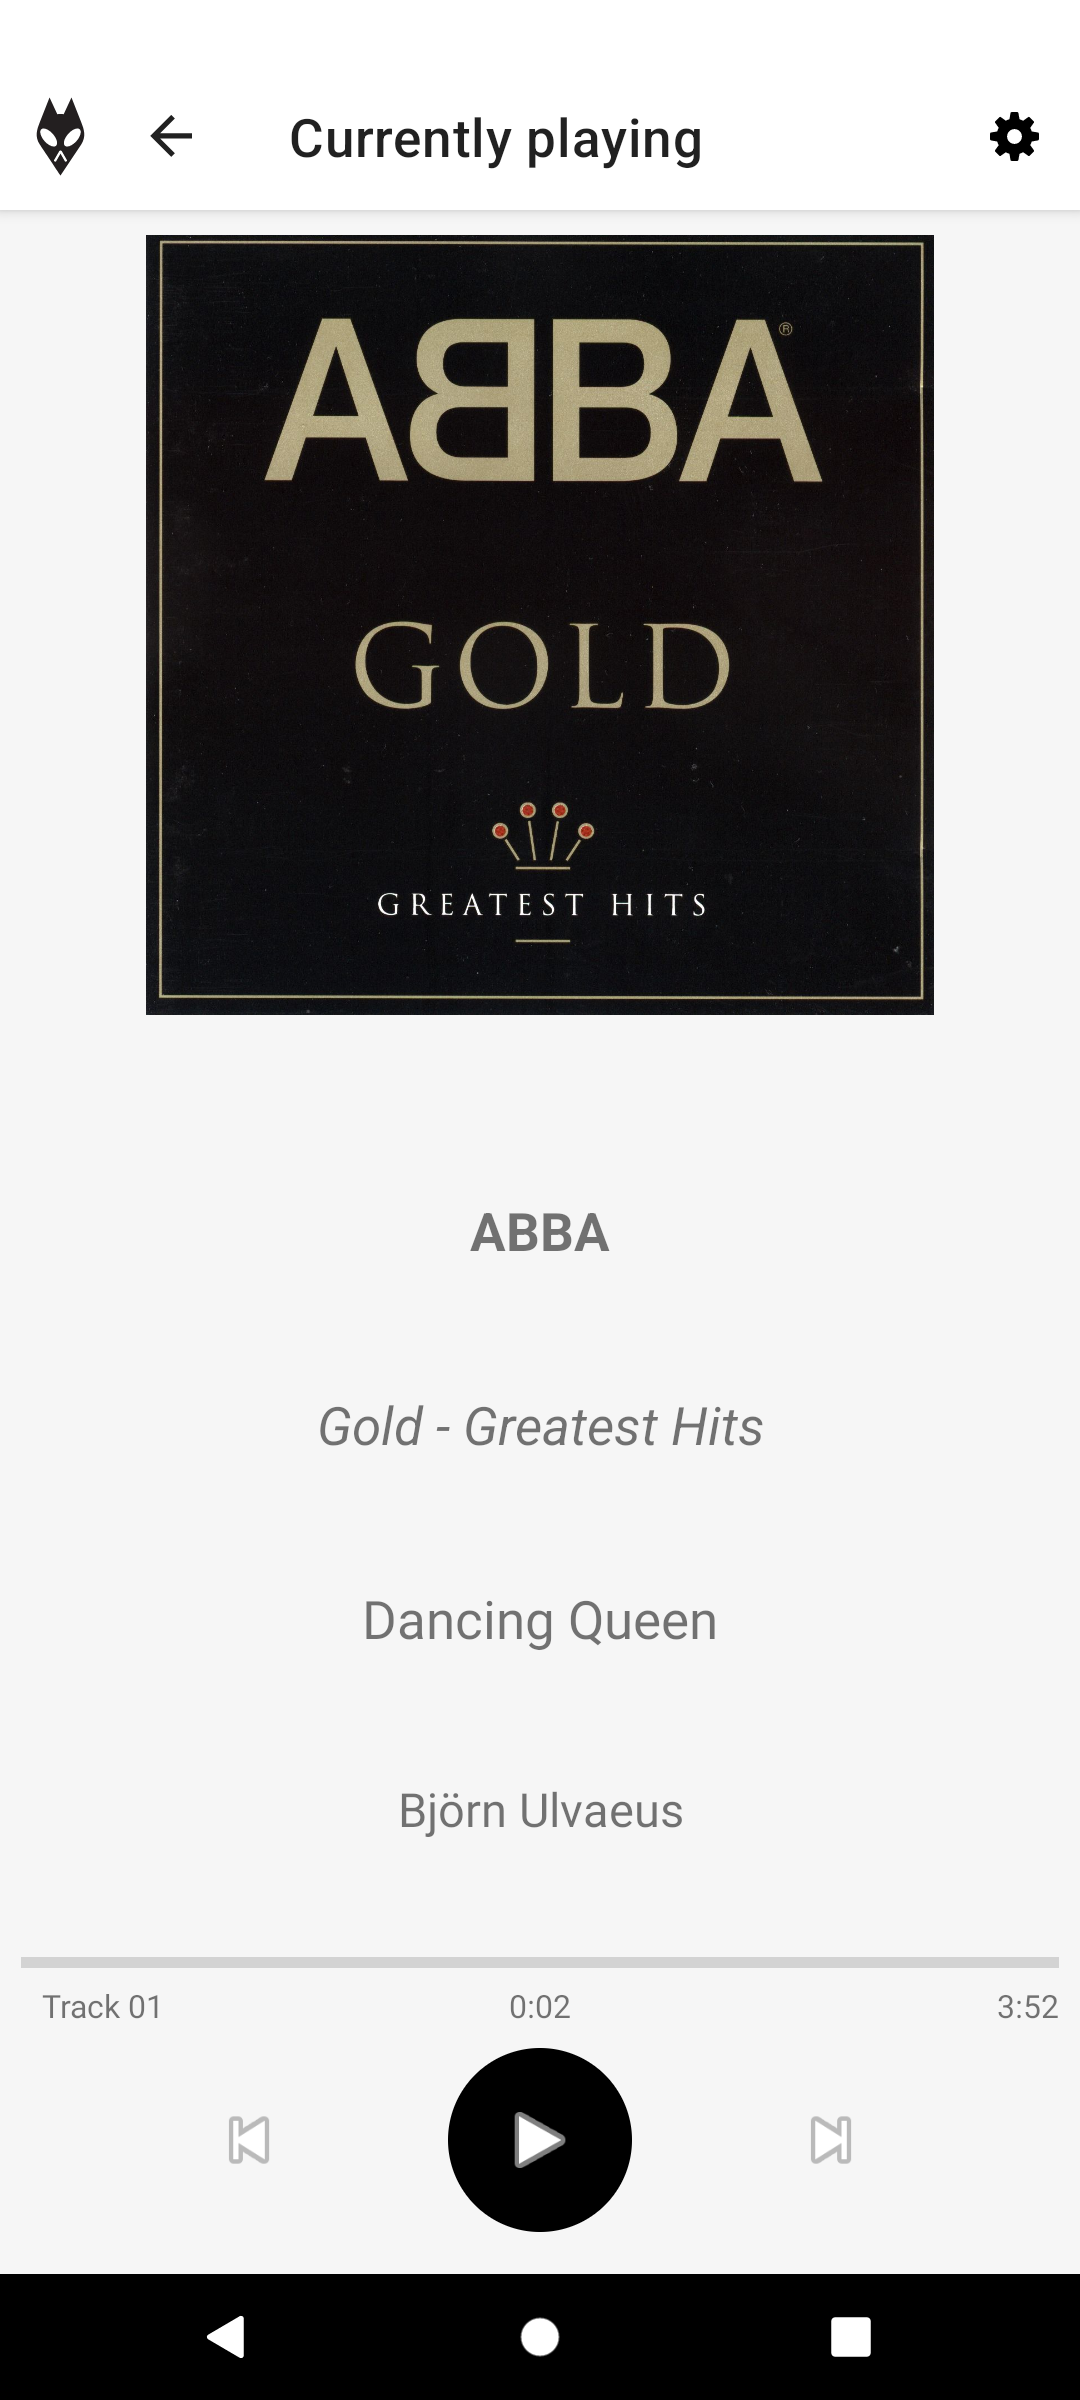 Currently playing
ABBA®
GOLD
GREATEST HITS
ABBA
Gold - Greatest Hits
Dancing Queen
Björn Ulvaeus
Track 01 0:02 3:52